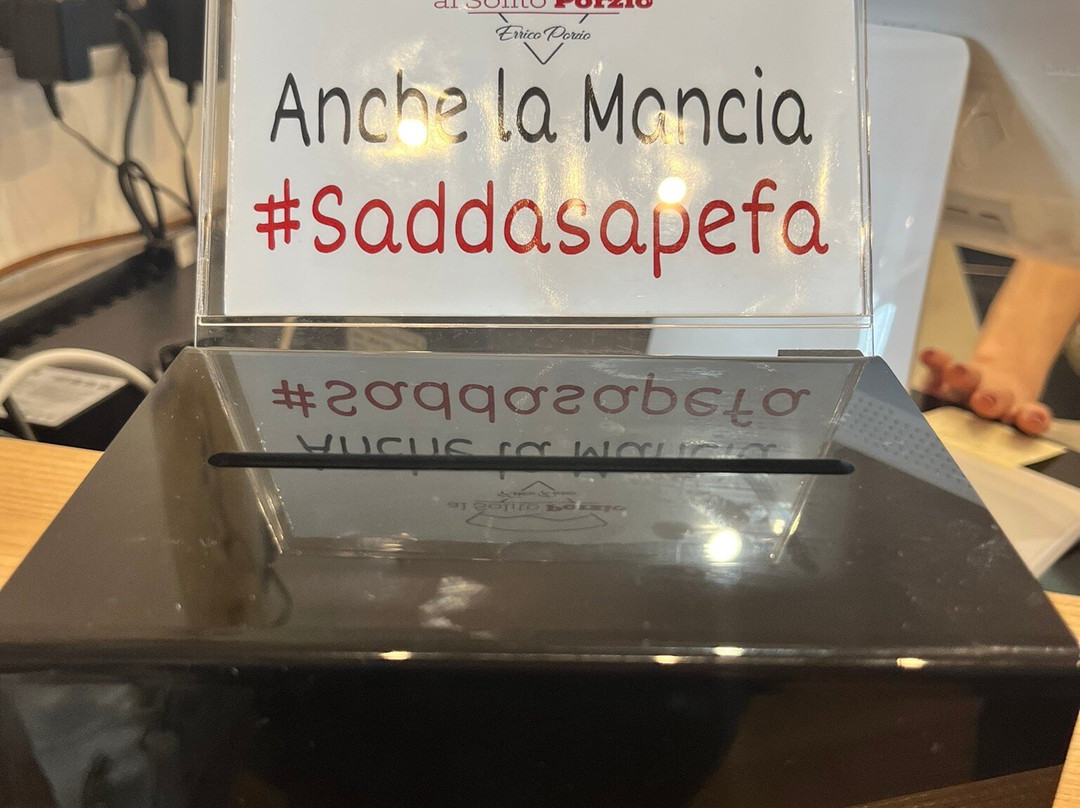 al Solito Porzio
Errico Porzio
Anche la Mancia
#Saddasapefa